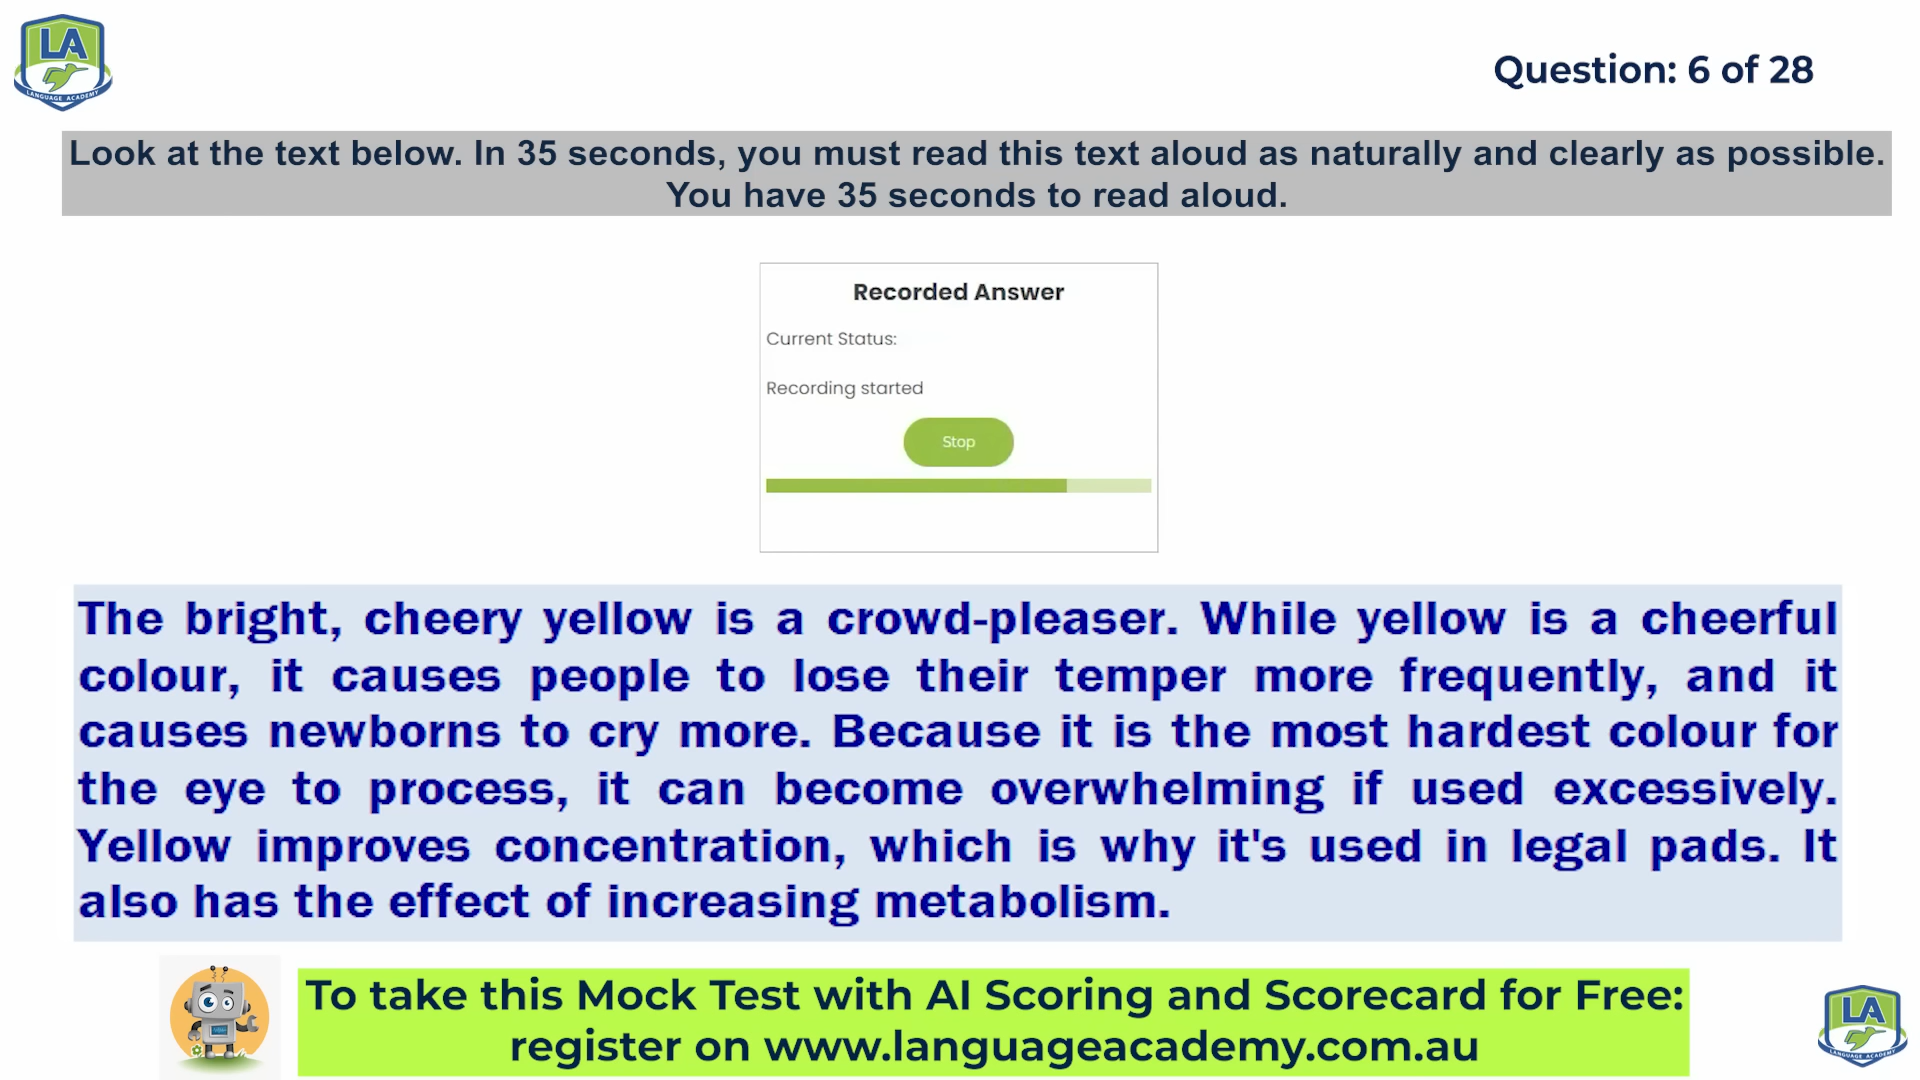 LA
LANGUAGE ACADEMY
Question: 6 of 28
Look at the text below. In 35 seconds, you must read this text aloud as naturally and clearly as possible.
You have 35 seconds to read aloud.
Recorded Answer
Current Status:
Recording started
Stop
The bright, cheery yellow is a crowd-pleaser. While yellow is a cheerful
colour, it causes people to lose their temper more frequently, and it
causes newborns to cry more. Because it is the most hardest colour for
the eye to process, it can become overwhelming if used excessively.
Yellow improves concentration, which is why it's used in legal pads. It
also has the effect of increasing metabolism.
To take this Mock Test with AI Scoring and Scorecard for Free:
register on www.languageacademy.com.au
LA
LANGUAGE ACADEMY